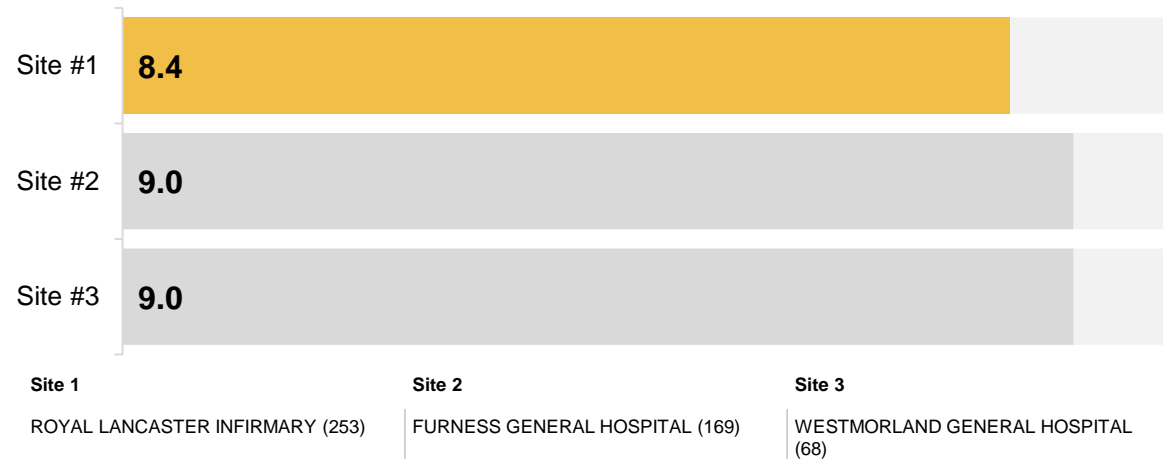 Site #1
8.4
Site #2
9.0
Site #3
9.0
Site 1
ROYAL LANCASTER INFIRMARY (253)
Site 2
FURNESS GENERAL HOSPITAL (169)
Site 3
WESTMORLAND GENERAL HOSPITAL
(68)